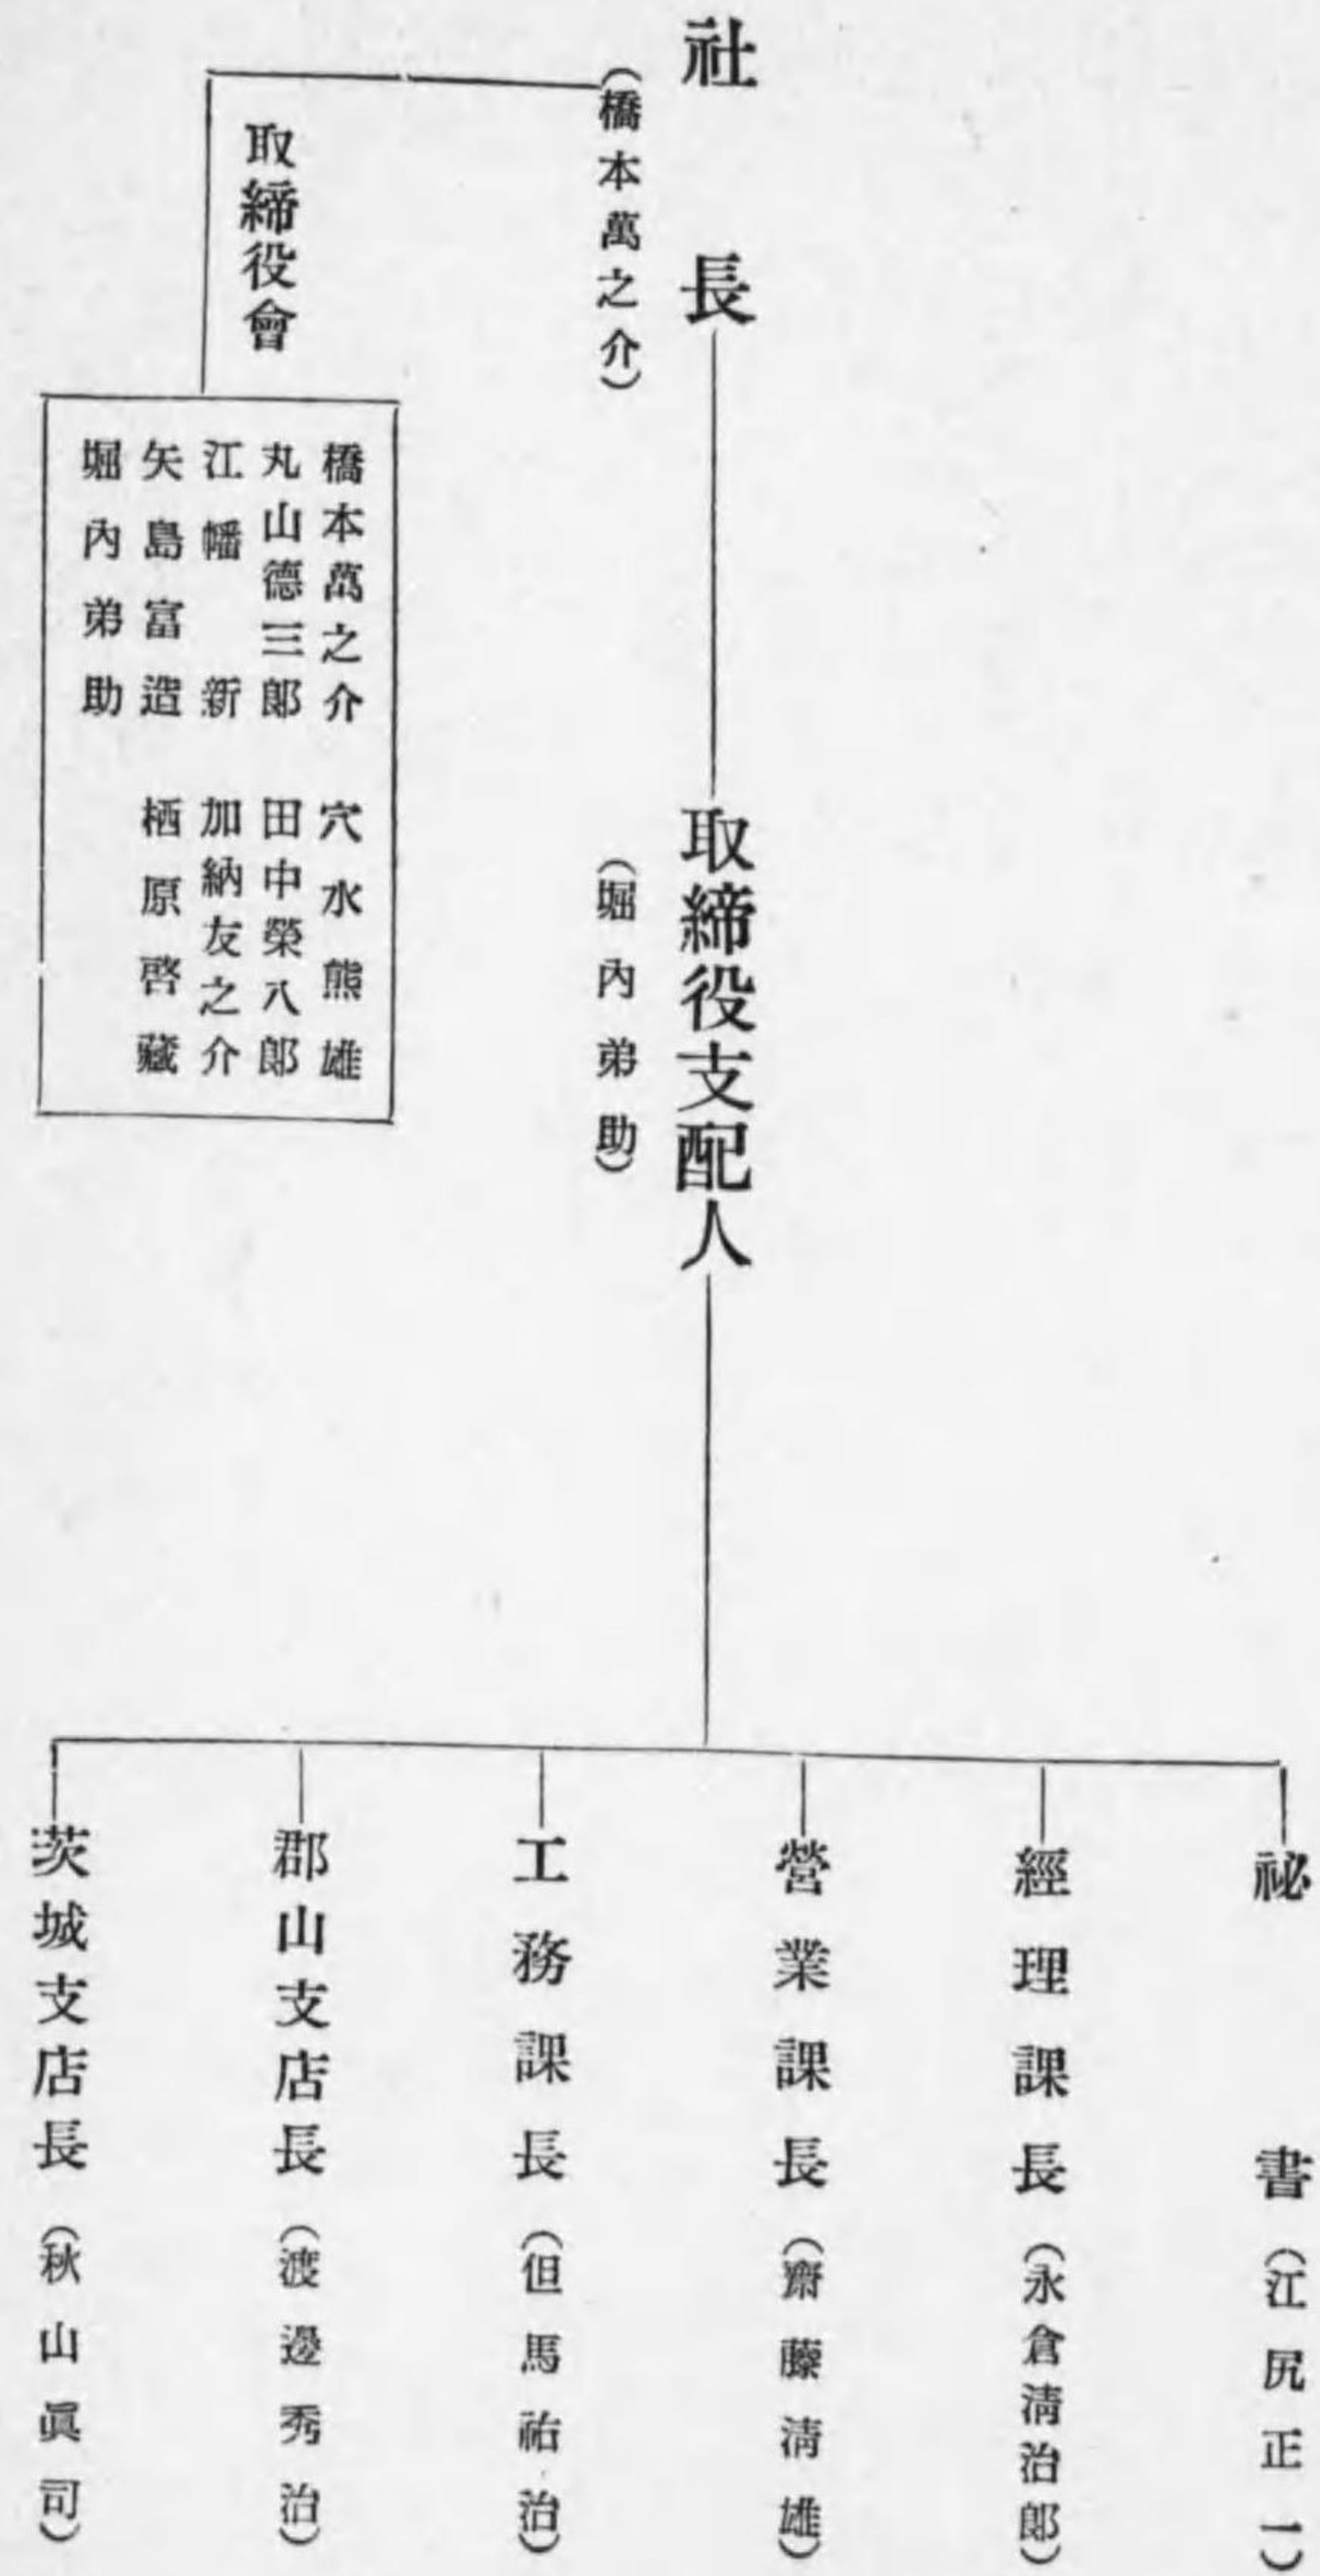 社長
(橋本萬之介)
取締役會
橋本萬之介 穴水熊雄
丸山德三郎 田中榮八郎
江幡新 加納友之介
矢島富造 栖原啓藏
堀內弟助
取締役支配人
(堀內弟助)
祕書(江尻正一)
經理課長(永倉淸治郞)
營業課長(齋藤淸雄)
工務課長(但馬祐治)
郡山支店長(渡邊秀治)
茨城支店長(秋山眞司)